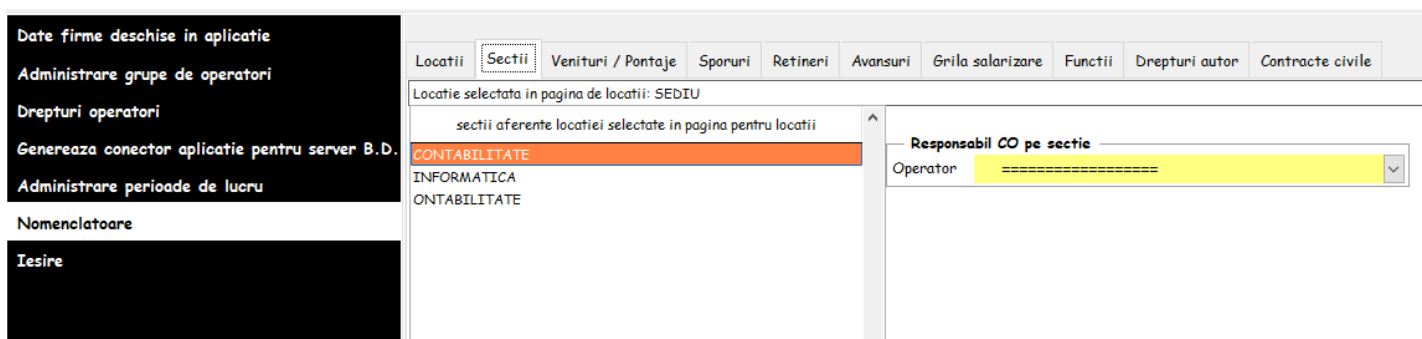 Date firme deschise in aplicatie
Administrare grupe de operatori
Drepturi operatori
Genereaza conector aplicatie pentru server B.D.
Administrare perioade de lucru
Nomenclatoare
Iesire
Locatii Sectii Venituri / Pontaje Sporuri Retineri Avansuri Grila salarizare Functii Drepturi autor Contracte civile
Locatie selectata in pagina de locatii: SEDIU
sectii aferente locatiei selectate in pagina pentru locatii
CONTABILITATE
INFORMATICA
ONTABILITATE
Responsabil CO pe sectie
Operator ===================